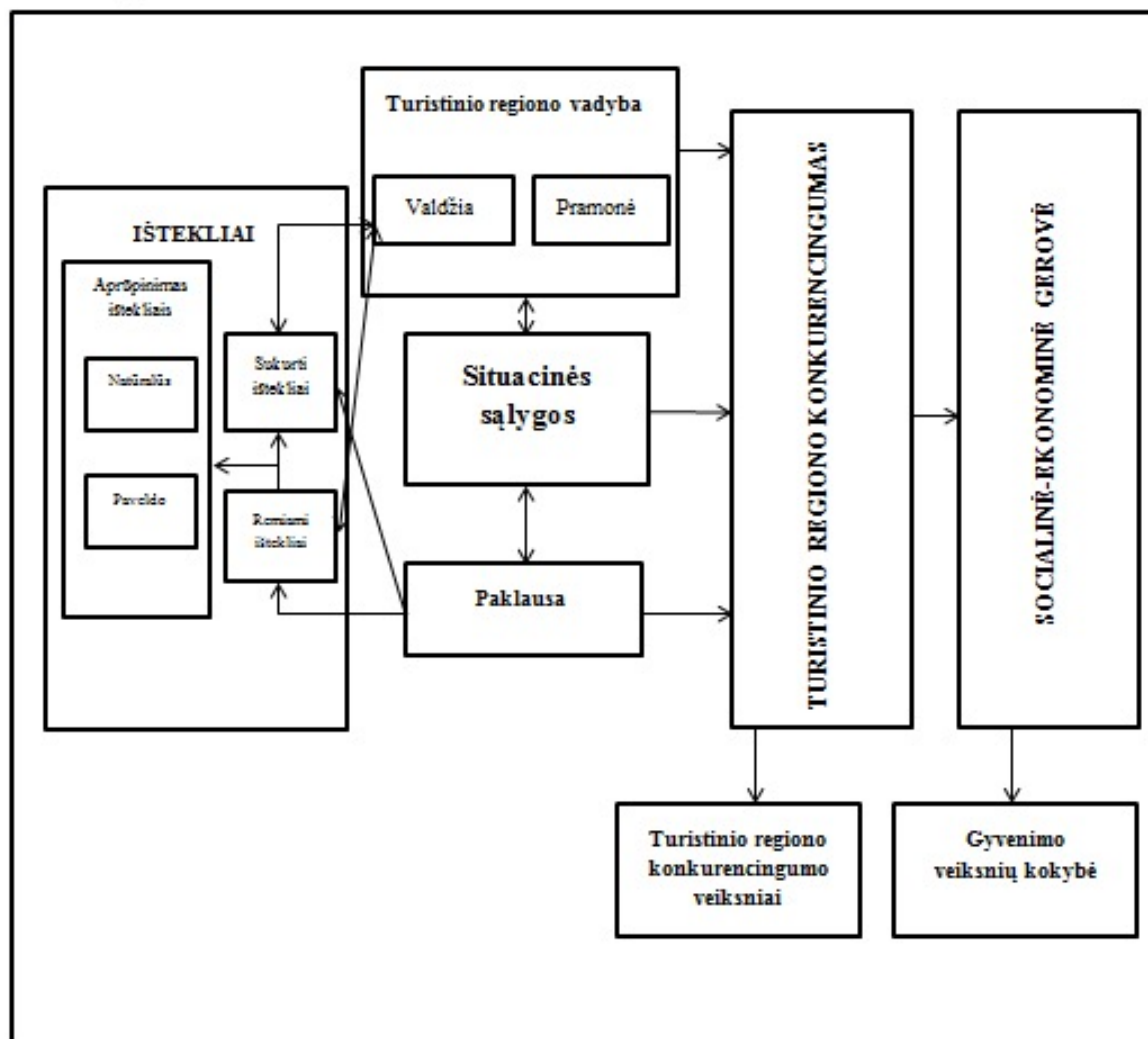 Turistinio regiono vadyba
Valdžia
Pramonė
IŠTEKLIAI
Aprūpinimas
ištekliais
Natūralūs
Paveldo
Sukurti
ištekliai
Remiami
ištekliai
Situacinės
sąlygos
Paklausa
TURISTINIO REGIONO KONKURENCINGUMAS
SOCIALINĖ-EKONOMINĖ GEROVĖ
Turistinio regiono
konkurencingumo
veiksniai
Gyvenimo
veiksnių kokybė